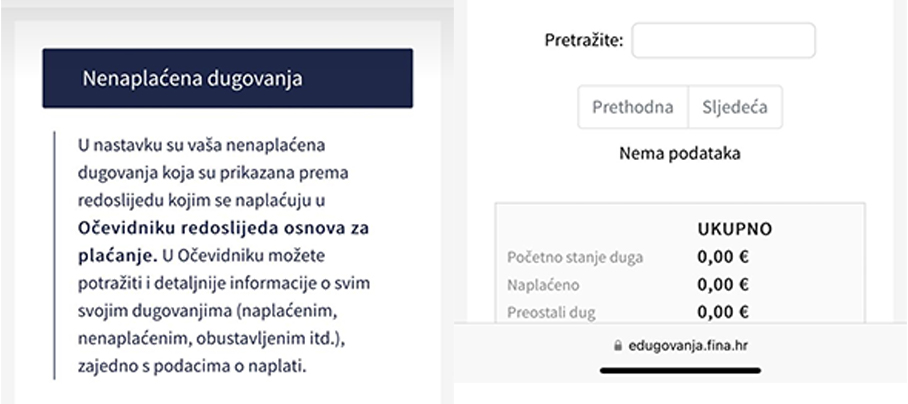 Nenaplaćena dugovanja
U nastavku su vaša nenaplaćena
dugovanja koja su prikazana prema
redoslijedu kojim se naplaćuju u
Očevidniku redoslijeda osnova za
plaćanje. U Očevidniku možete
potražiti i detaljnije informacije o svim
svojim dugovanjima (naplaćenim,
nenaplaćenim, obustavljenim itd.),
zajedno s podacima o naplati.
Pretražite:
Prethodna Sljedeća
Nema podataka
UKUPNO
Početno stanje duga 0,00 €
Naplaćeno 0,00 €
Preostali dug 0,00 €
edugovanja.fina.hr